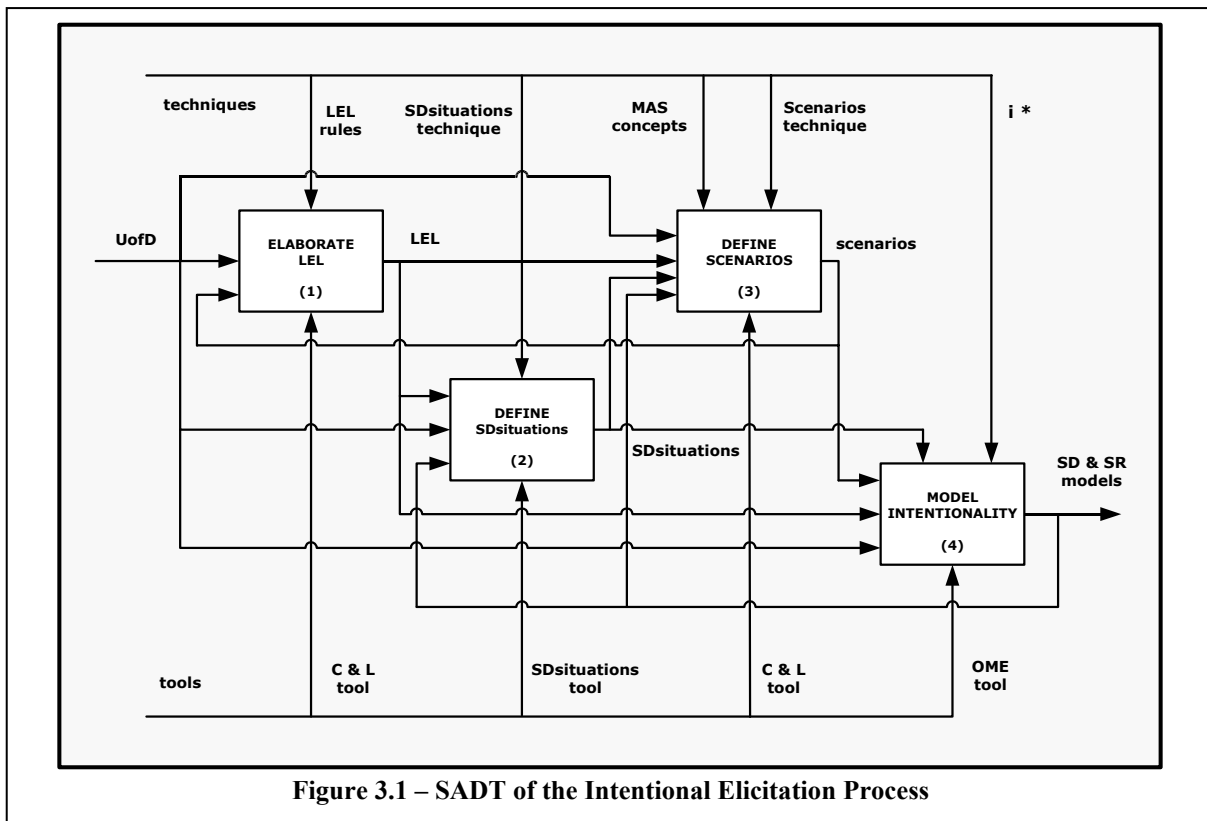 techniques
LEL
rules
SDsituations
technique
MAS
concepts
Scenarios
technique
i *
UofD
ELABORATE
LEL
(1)
LEL
DEFINE
SCENARIOS
(3)
scenarios
DEFINE
SDsituations
(2)
SDsituations
MODEL
INTENTIONALITY
(4)
SD & SR
models
tools
C & L
tool
SDsituations
tool
C & L
tool
OME
tool
Figure 3.1 – SADT of the Intentional Elicitation Process